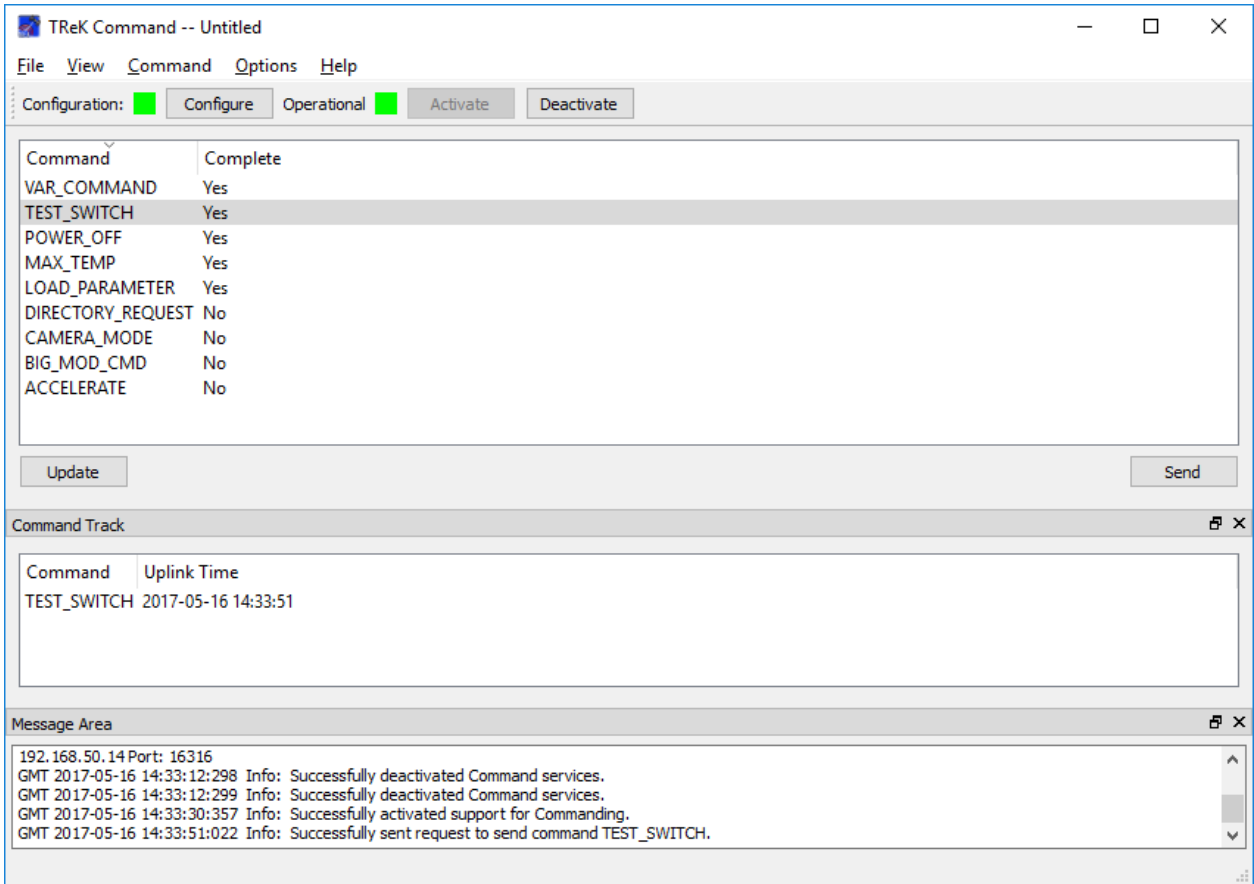 TReK Command -- Untitled
File View Command Options Help
Configuration: Configure Operational Activate Deactivate
Command Complete
VAR_COMMAND Yes
TEST_SWITCH Yes
POWER_OFF Yes
MAX_TEMP Yes
LOAD_PARAMETER Yes
DIRECTORY_REQUEST No
CAMERA_MODE No
BIG_MOD_CMD No
ACCELERATE No
Update Send
Command Track
Command Uplink Time
TEST_SWITCH 2017-05-16 14:33:51
Message Area
192.168.50.14 Port: 16316
GMT 2017-05-16 14:33:12:298 Info: Successfully deactivated Command services.
GMT 2017-05-16 14:33:12:299 Info: Successfully deactivated Command services.
GMT 2017-05-16 14:33:30:357 Info: Successfully activated support for Commanding.
GMT 2017-05-16 14:33:51:022 Info: Successfully sent request to send command TEST_SWITCH.